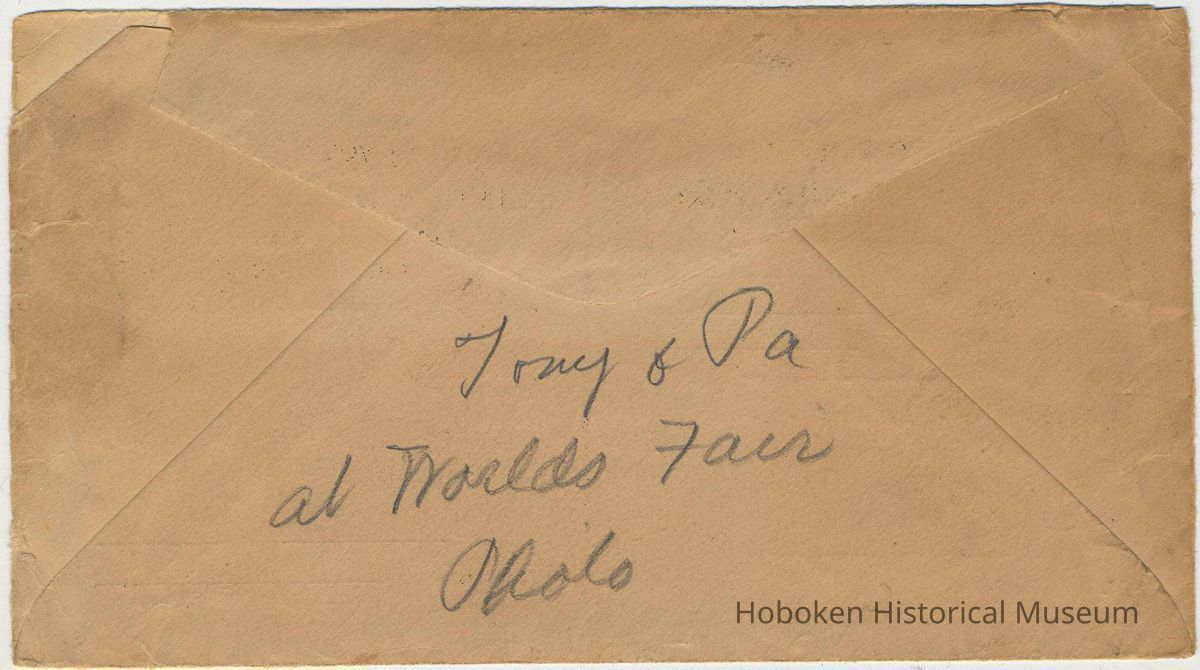 Tony & Pa
at Worlds Fair
Photo
Hoboken Historical Museum